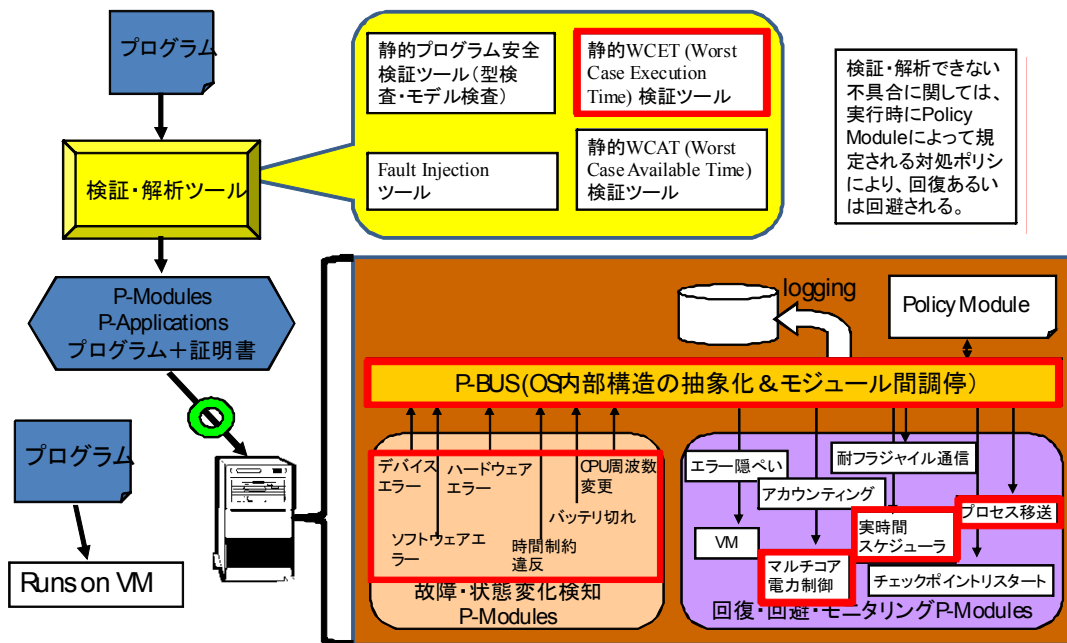 プログラム
検証・解析ツール
静的プログラム安全
検証ツール(型検
査・モデル検査)
静的WCET (Worst
Case Execution
Time) 検証ツール
Fault Injection
ツール
静的WCAT (Worst
Case Available Time)
検証ツール
検証・解析できない
不具合に関しては、
実行時にPolicy
Moduleによって規
定される対処ポリシ
により、回復あるい
は回避される。
P-Modules
P-Applications
プログラム+証明書
プログラム
Runs on VM
logging
Policy Module
P-BUS(OS内部構造の抽象化&モジュール間調停)
デバイス
エラー
ハードウェア
エラー
CPU周波数
変更
バッテリ切れ
ソフトウェアエ
ラー
時間制約
違反
故障・状態変化検知
P-Modules
エラー隠ぺい
耐フラジャイル通信
アカウンティング
プロセス移送
VM
実時間
スケジューラ
マルチコア
電力制御
チェックポイントリスタート
回復・回避・モニタリングP-Modules